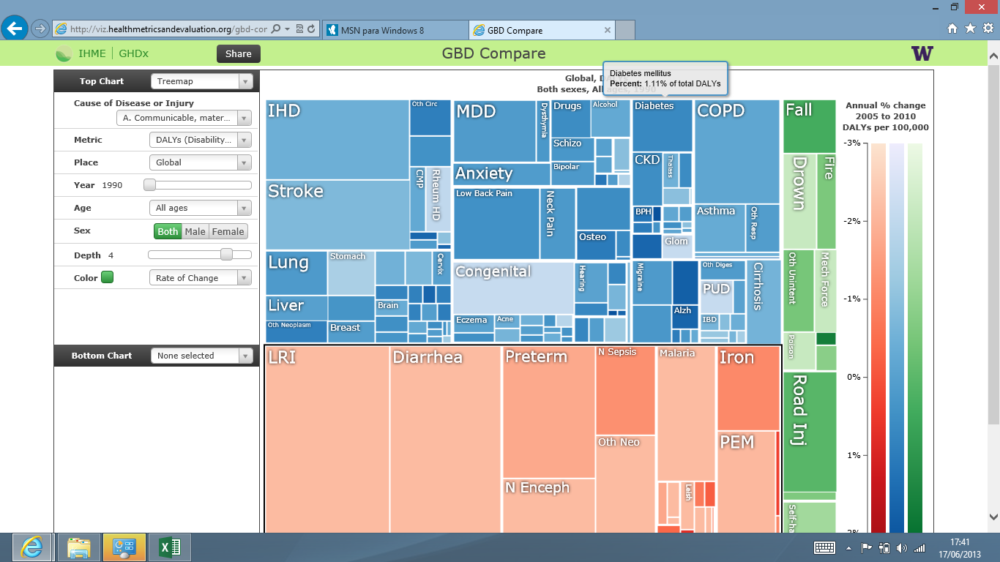 http://viz.healthmetricsandevaluation.org/gbd-cor
MSN para Windows 8
GBD Compare
IHME | GHDx
Share
GBD Compare
W
Top Chart
Treemap
Cause of Disease or Injury
A. Communicable, mater...
Metric
DALYs (Disability...
Place
Global
Year 1990
Age
All ages
Sex
Both Male Female
Depth 4
Color
Rate of Change
Bottom Chart
None selected
Global, D
Both sexes, All ages, 1990
Diabetes mellitus
Percent: 1.11% of total DALYs
IHD
Oth Circ
Stroke
CMP
Rheum HD
MDD
Dysthymia
Drugs
Alcohol
Schizo
Bipolar
Anxiety
Low Back Pain
Neck Pain
Osteo
Diabetes
CKD
Thalass
BPH
Glom
COPD
Asthma
Oth Resp
Lung
Stomach
Cervix
Liver
Brain
Oth Neoplasm
Breast
Congenital
Hearing
Eczema
Acne
Migraine
Alzh
Oth Diges
PUD
IBD
Cirrhosis
Fall
Drown
Fire
Oth Unintent
Mech Force
Poison
Road Inj
Self-ha
LRI
Diarrhea
Preterm
N Sepsis
Malaria
Iron
Oth Neo
PEM
N Enceph
Leish
Annual % change
2005 to 2010
DALYs per 100,000
-3%
-2%
-1%
0%
1%
2%
17:41
17/06/2013